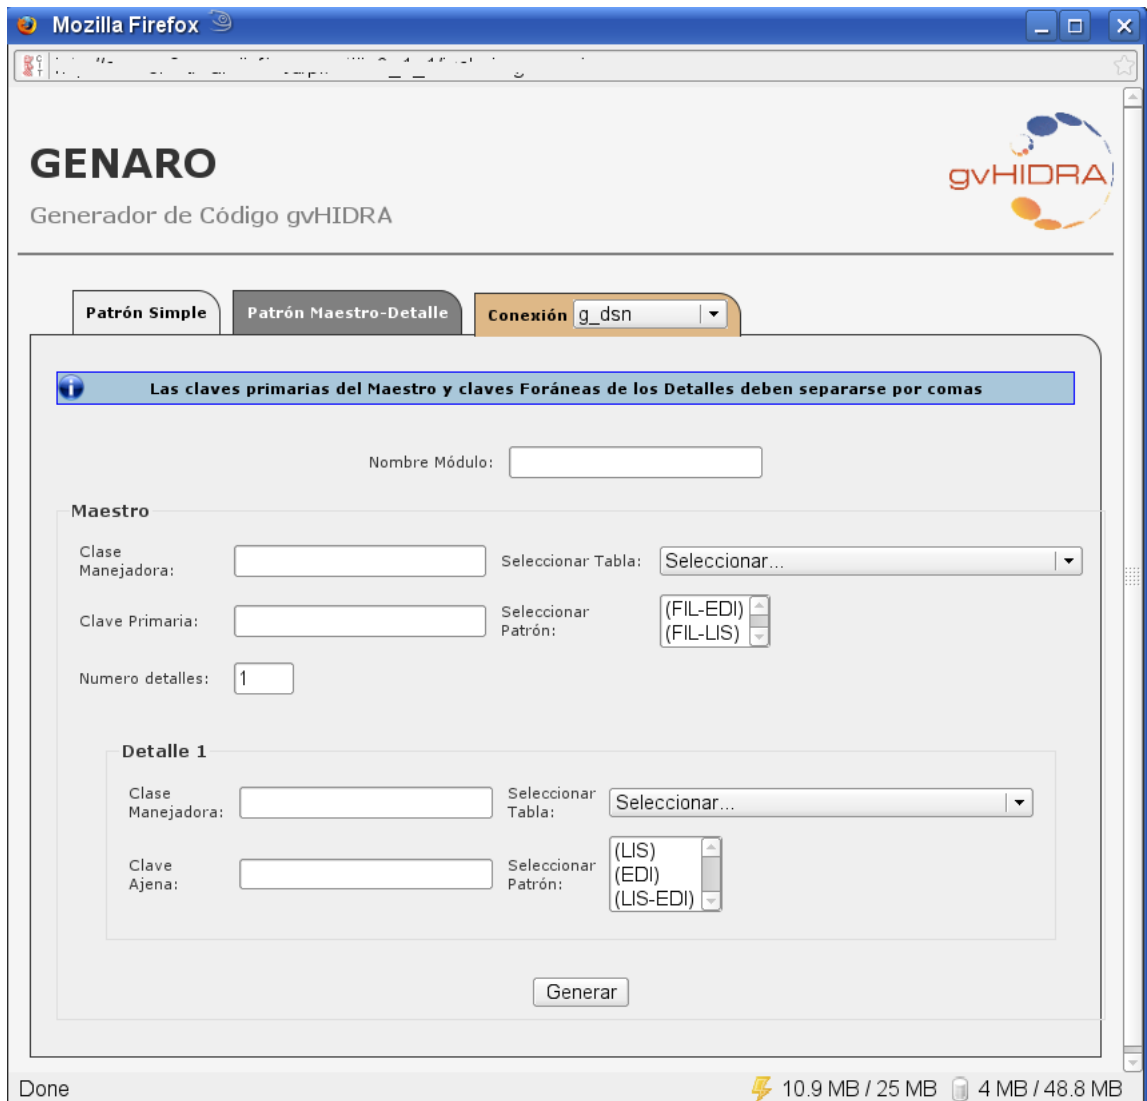 Mozilla Firefox
GENARO
gvHIDRA
Generador de Código gvHIDRA
Patrón Simple
Patrón Maestro-Detalle
Conexión g_dsn
Las claves primarias del Maestro y claves Foráneas de los Detalles deben separarse por comas
Nombre Módulo:
Maestro
Clase
Manejadora:
Seleccionar Tabla: Seleccionar...
Clave Primaria:
Seleccionar
Patrón:
(FIL-EDI)
(FIL-LIS)
Numero detalles: 1
Detalle 1
Clase
Manejadora:
Seleccionar
Tabla:
Seleccionar...
Clave
Ajena:
Seleccionar
Patrón:
(LIS)
(EDI)
(LIS-EDI)
Generar
Done 10.9 MB / 25 MB 4 MB / 48.8 MB